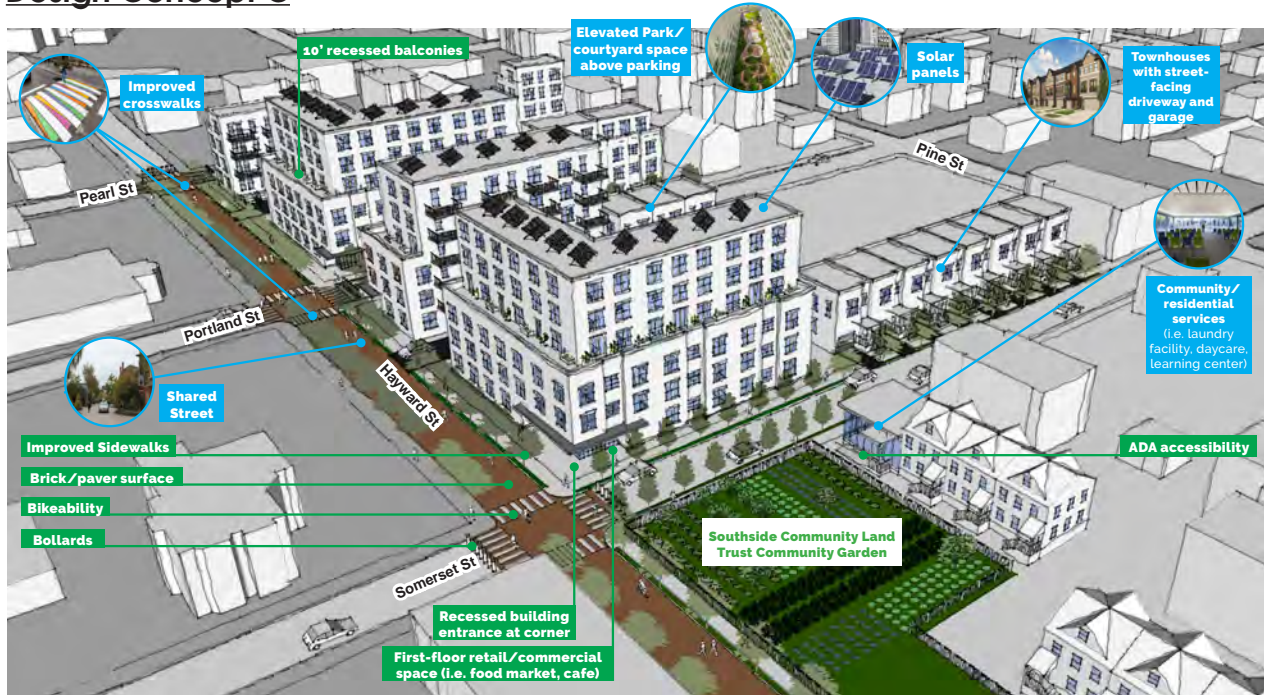 Design Concept C
10' recessed balconies
Elevated Park/
courtyard space
above parking
Solar
panels
Townhouses
with street-
facing
driveway and
garage
Improved
crosswalks
Pearl St
Pine St
Portland St
Community/
residential
services
(i.e. laundry
facility, daycare,
learning center)
Shared
Street
Hayward St
Improved Sidewalks
ADA accessibility
Brick/paver surface
Bikeability
Bollards
Southside Community Land
Trust Community Garden
Somerset St
Recessed building
entrance at corner
First-floor retail/commercial
space (i.e. food market, cafe)